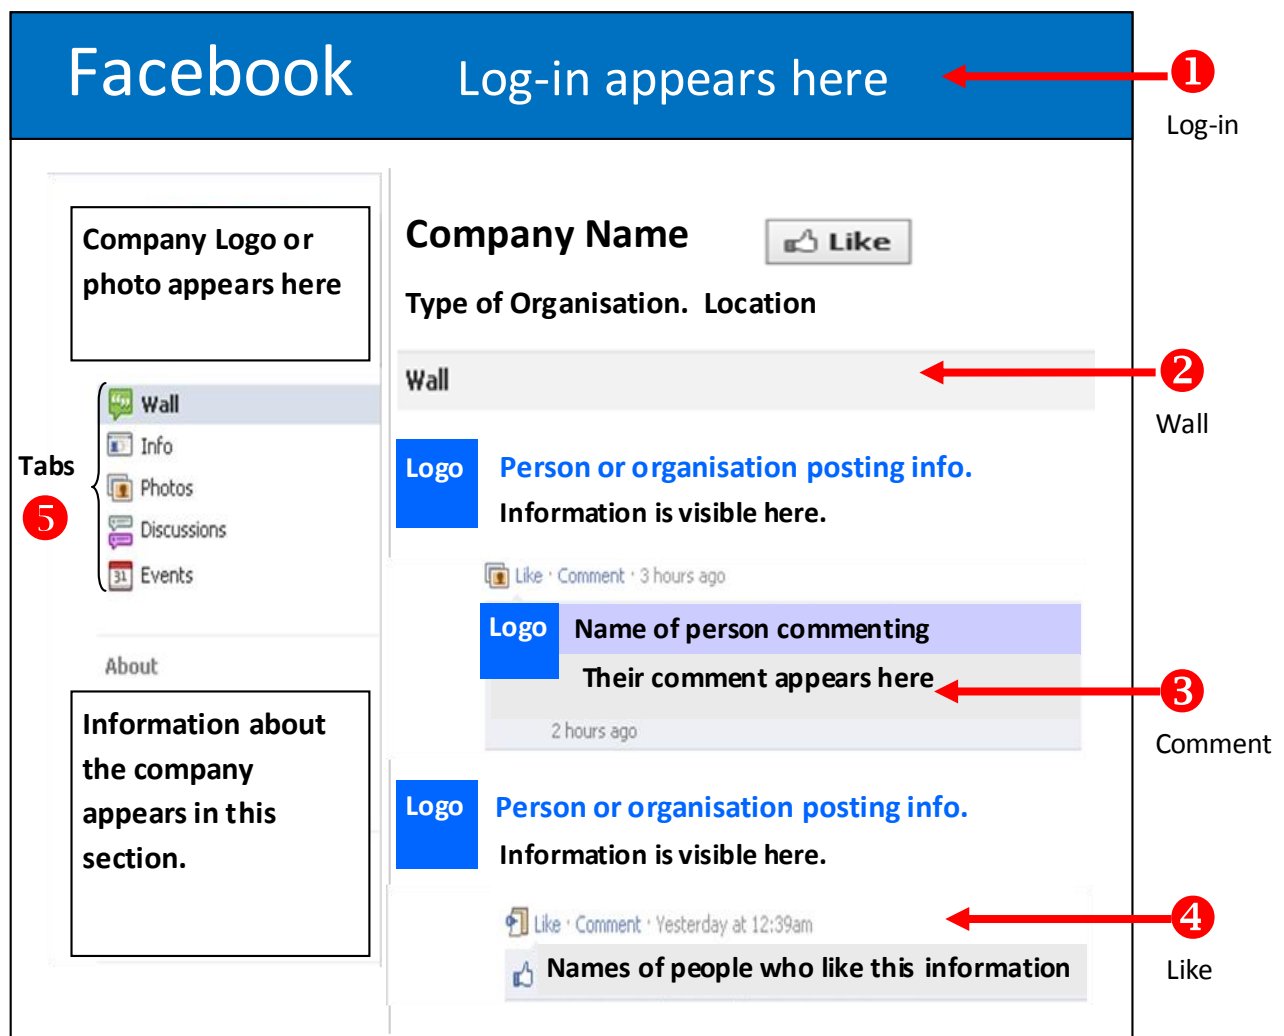 Facebook
Log-in appears here
1
Log-in
Company Logo or
photo appears here
Company Name
Like
Type of Organisation.  Location
Wall
2
Wall
Tabs
5
Wall
Info
Photos
Discussions
31
Events
Logo
Person or organisation posting info.
Information is visible here.
Like · Comment · 3 hours ago
Logo
Name of person commenting
Their comment appears here
2 hours ago
3
Comment
About
Information about
the company
appears in this
section.
Logo
Person or organisation posting info.
Information is visible here.
Like · Comment · Yesterday at 12:39am
Names of people who like this information
4
Like